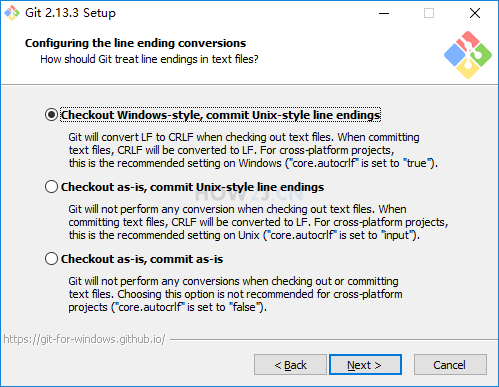 Git 2.13.3 Setup
Configuring the line ending conversions
How should Git treat line endings in text files?
Checkout Windows-style, commit Unix-style line endings
Git will convert LF to CRLF when checking out text files. When committing
text files, CRLF will be converted to LF. For cross-platform projects,
this is the recommended setting on Windows ("core.autocrlf" is set to "true").
Checkout as-is, commit Unix-style line endings
HOW2J.CN
Git will not perform any conversion when checking out text files. When
committing text files, CRLF will be converted to LF. For cross-platform projects,
this is the recommended setting on Unix ("core.autocrlf" is set to "input").
Checkout as-is, commit as-is
Git will not perform any conversions when checking out or committing
text files. Choosing this option is not recommended for cross-platform
projects ("core.autocrlf" is set to "false").
https://git-for-windows.github.io/
< Back
Next >
Cancel